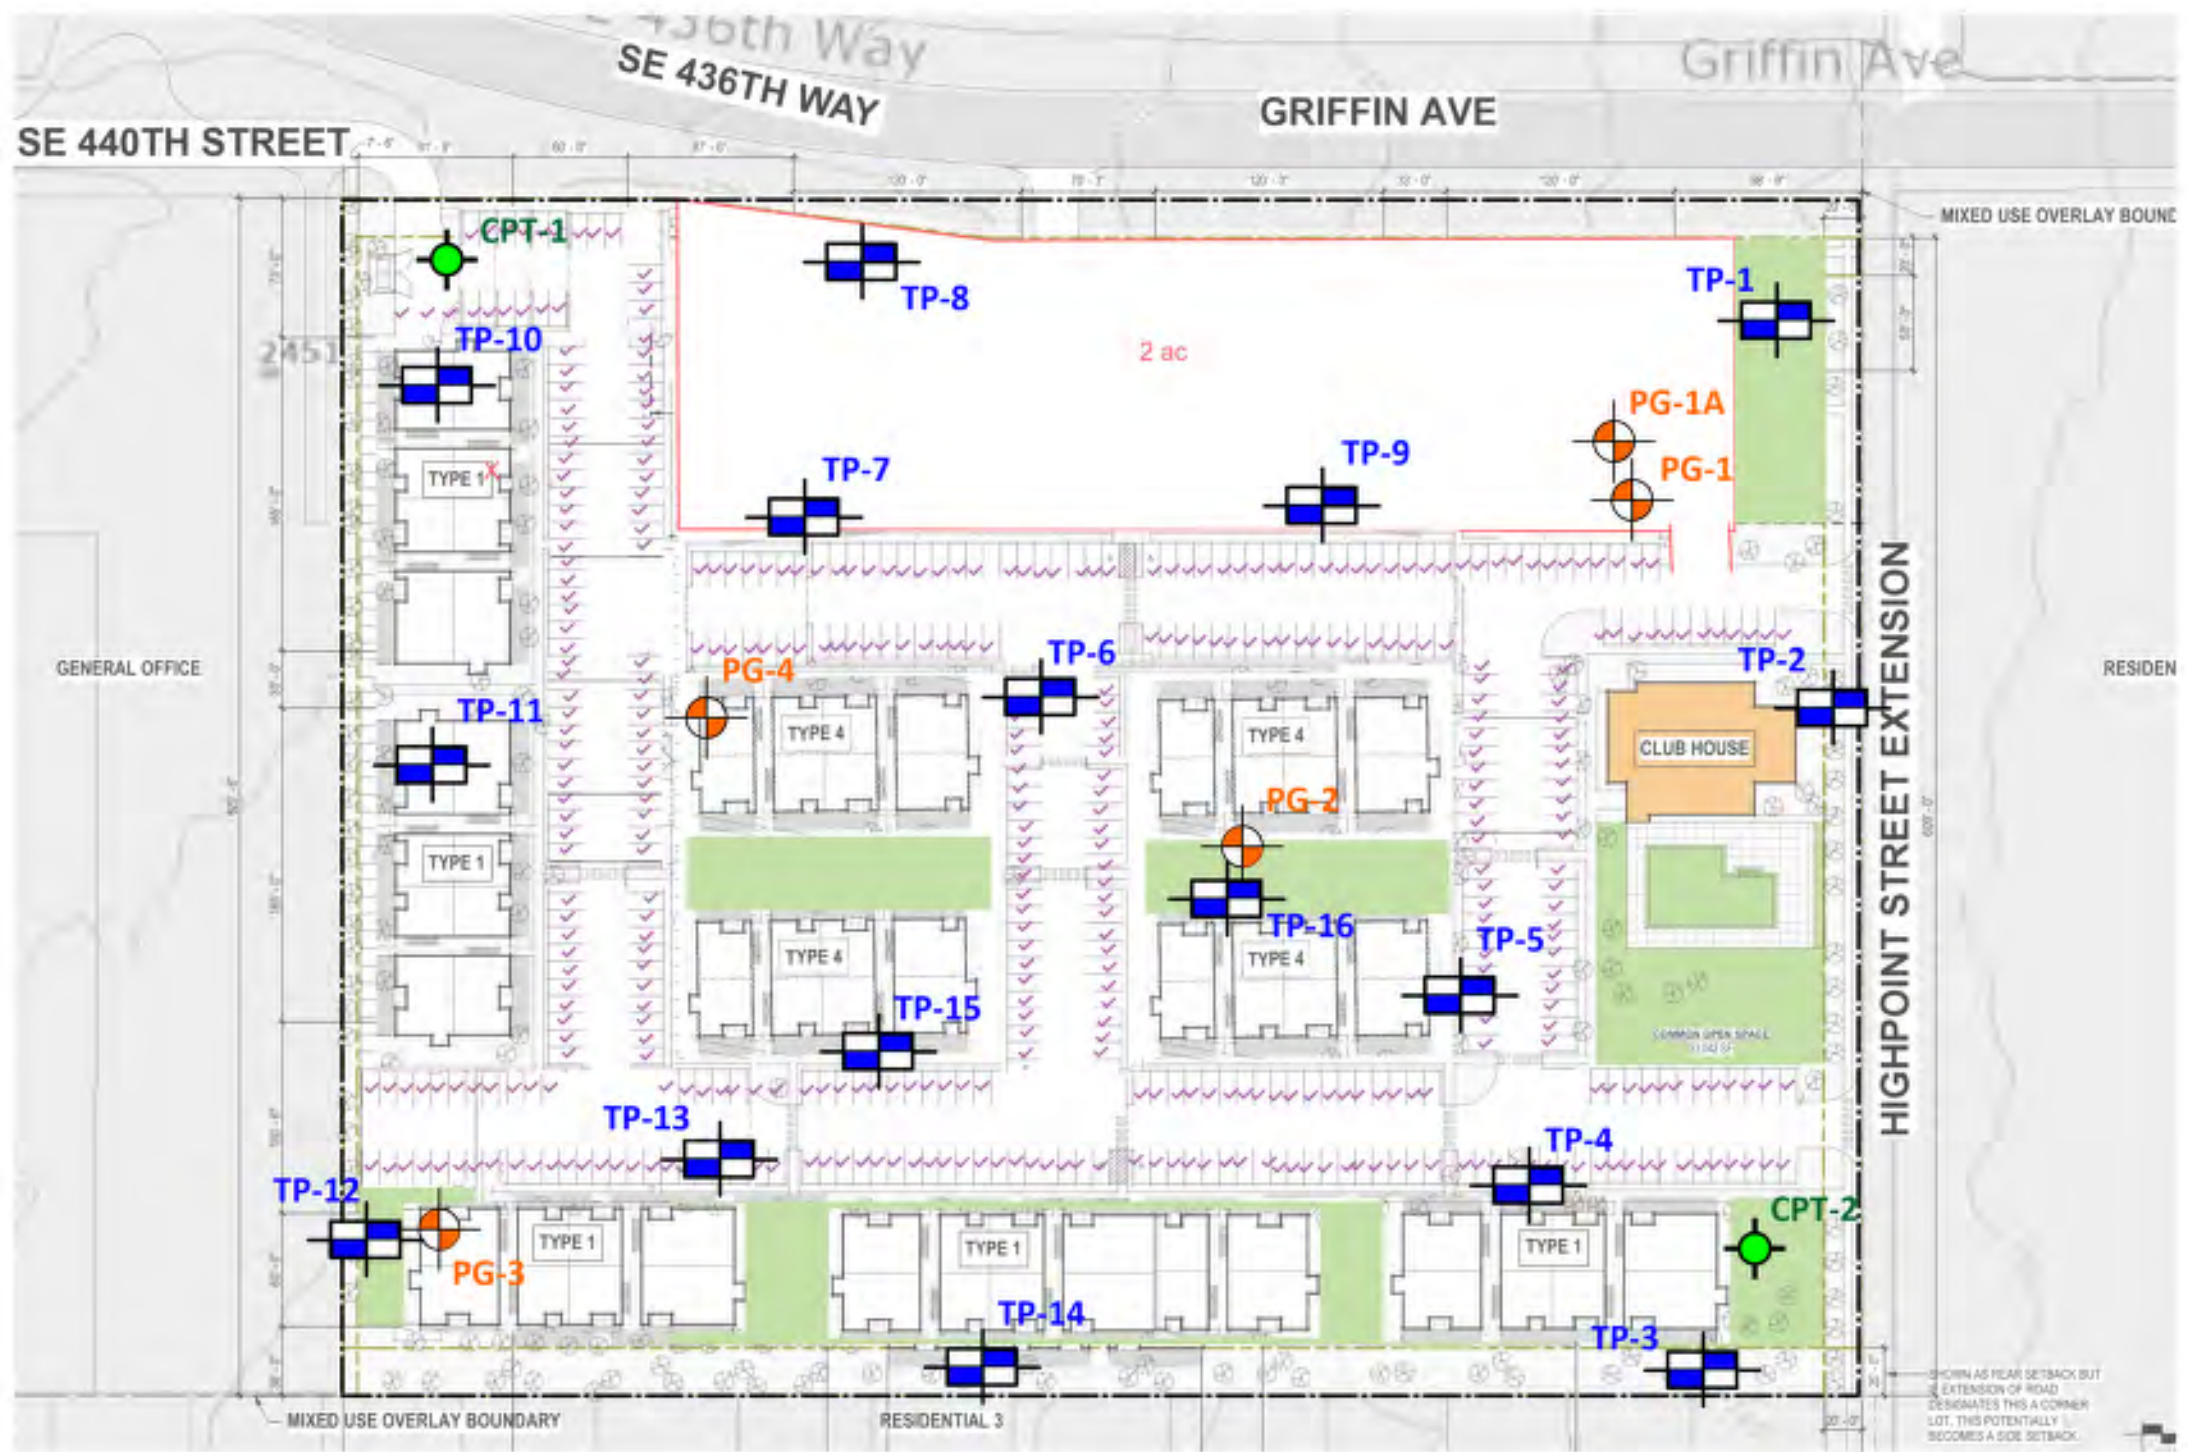 436th Way
SE 436TH WAY
Griffin Ave
GRIFFIN AVE
SE 440TH STREET
MIXED USE OVERLAY BOUND
CPT-1
TP-8
TP-1
TP-10
2451
2 ac
PG-1A
TYPE 1
TP-7
TP-9
PG-1
HIGHPOINT STREET EXTENSION
GENERAL OFFICE
PG-4
TP-6
TP-2
RESIDEN
TP-11
TYPE 4
TYPE 4
CLUB HOUSE
PG-2
TYPE 1
TP-16
TP-5
TYPE 4
TYPE 4
TP-15
COMMON OPEN SPACE
TP-13
TP-4
TP-12
CPT-2
PG-3
TYPE 1
TYPE 1
TYPE 1
TP-14
TP-3
SHOWN AS REAR SETBACK BUT
EXTENSION OF ROAD
DESIGNATES THIS A CORNER
LOT. THIS POTENTIALLY
BECOMES A SIDE SETBACK.
MIXED USE OVERLAY BOUNDARY
RESIDENTIAL 3
20' - 0"